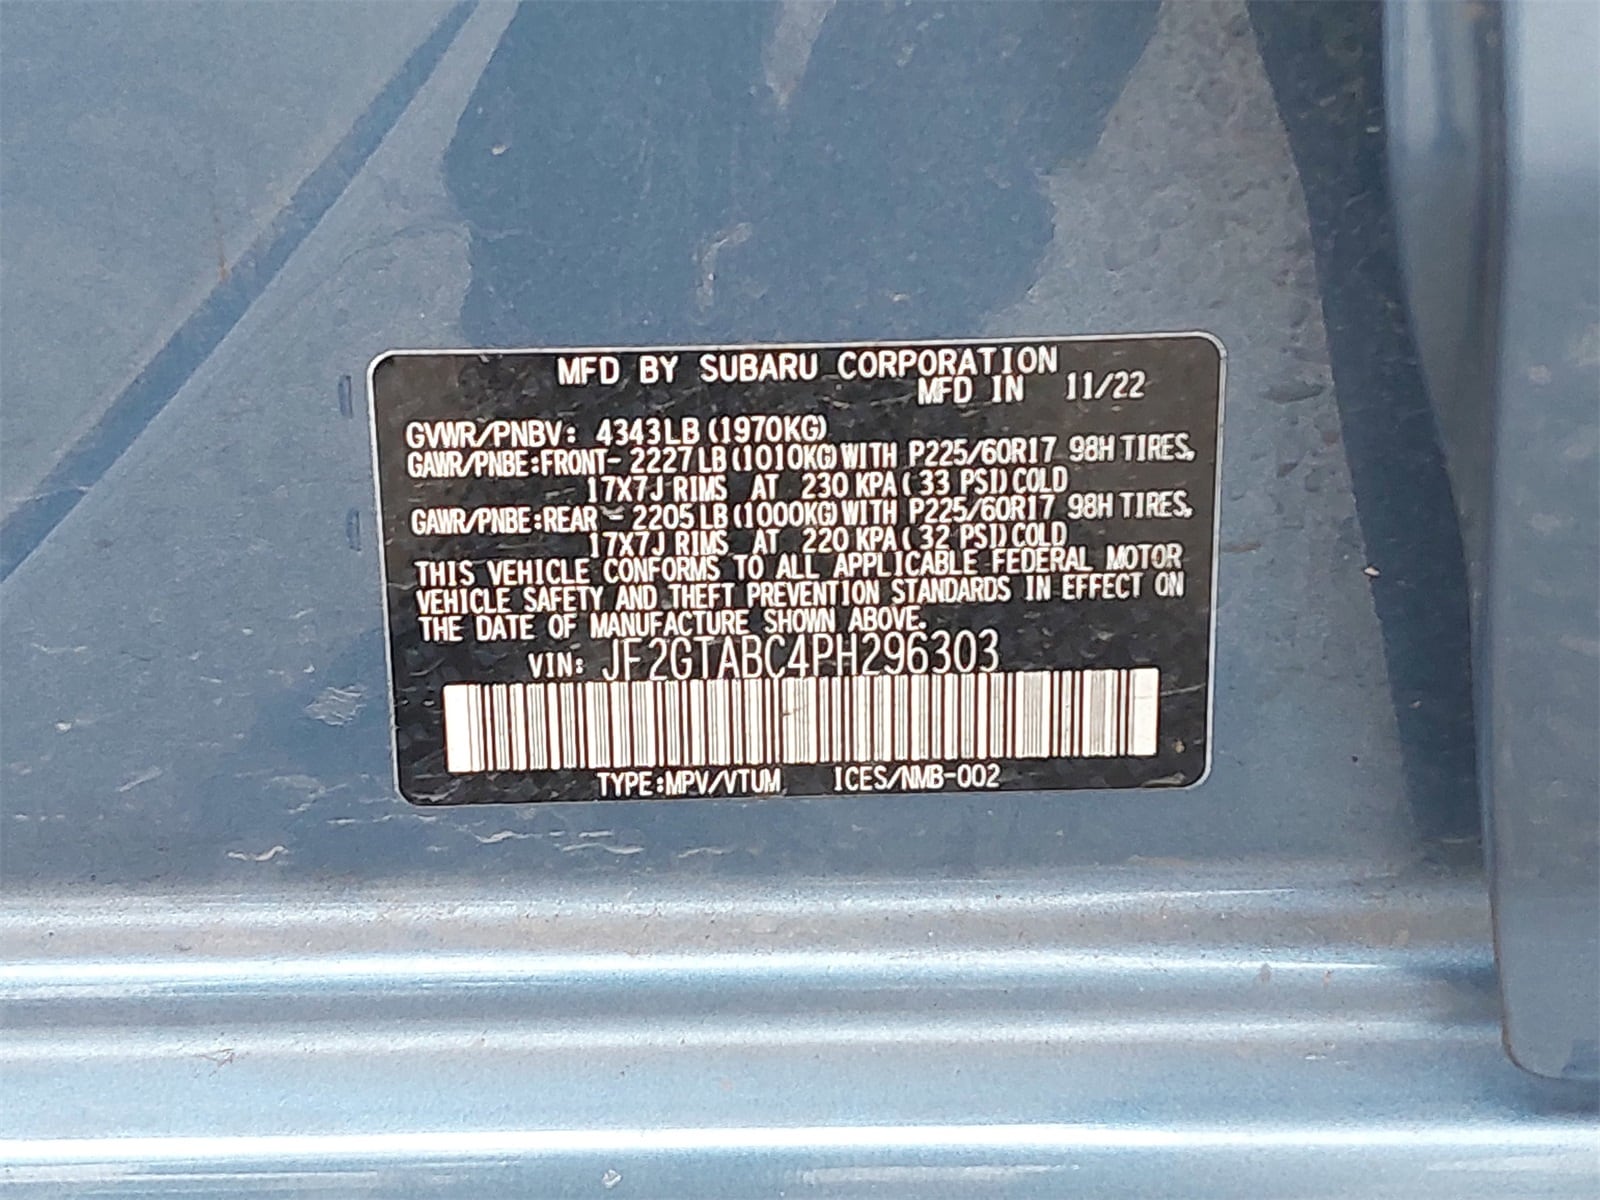 MFD BY SUBARU CORPORATION
MFD IN 11/22
GVWR/PNBV: 4343LB (1970KG)
GAWR/PNBE:FRONT- 2227LB(1010KG)WITH P225/60R17 98H TIRES,
17X7J RIMS AT 230 KPA( 33 PSI)COLD
GAWR/PNBE:REAR - 2205LB(1000KG)WITH P225/60R17 98H TIRES,
17X7J RIMS AT 220 KPA( 32 PSI)COLD
THIS VEHICLE CONFORMS TO ALL APPLICABLE FEDERAL MOTOR
VEHICLE SAFETY AND THEFT PREVENTION STANDARDS IN EFFECT ON
THE DATE OF MANUFACTURE SHOWN ABOVE.
VIN: JF2GTABC4PH296303
TYPE:MPV/VTUM ICES/NMB-002